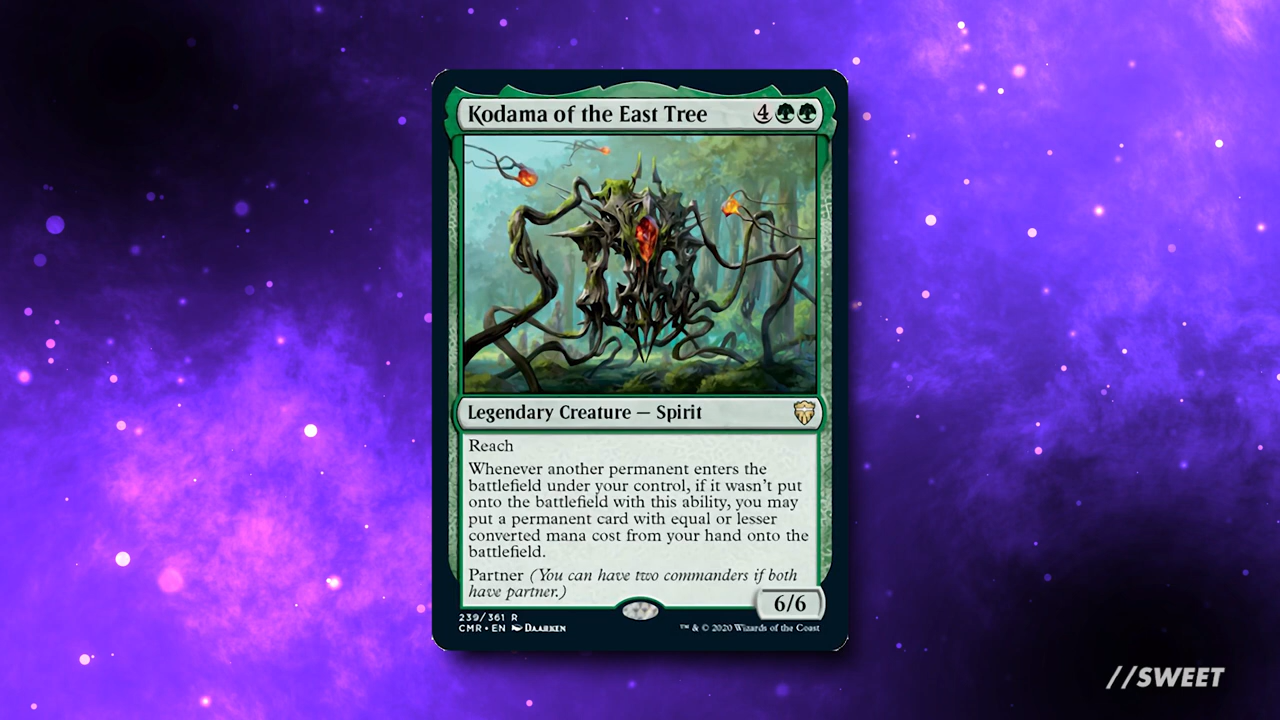 Kodama of the East Tree 4
Legendary Creature — Spirit
Reach
Whenever another permanent enters the
battlefield under your control, if it wasn't put
onto the battlefield with this ability, you may
put a permanent card with equal or lesser
converted mana cost from your hand onto the
battlefield.
Partner (You can have two commanders if both
have partner.)
6/6
239/361 R
CMR • EN DAARKEN
™ & © 2020 Wizards of the Coast
//SWEET